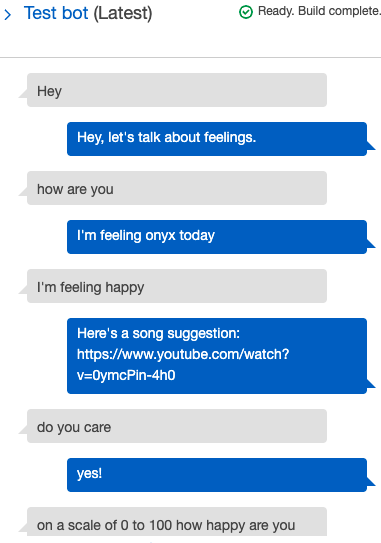 Test bot (Latest)
Ready. Build complete.
Hey
Hey, let's talk about feelings.
how are you
I'm feeling onyx today
I'm feeling happy
Here's a song suggestion:
https://www.youtube.com/watch?
v=0ymcPin-4h0
do you care
yes!
on a scale of 0 to 100 how happy are you